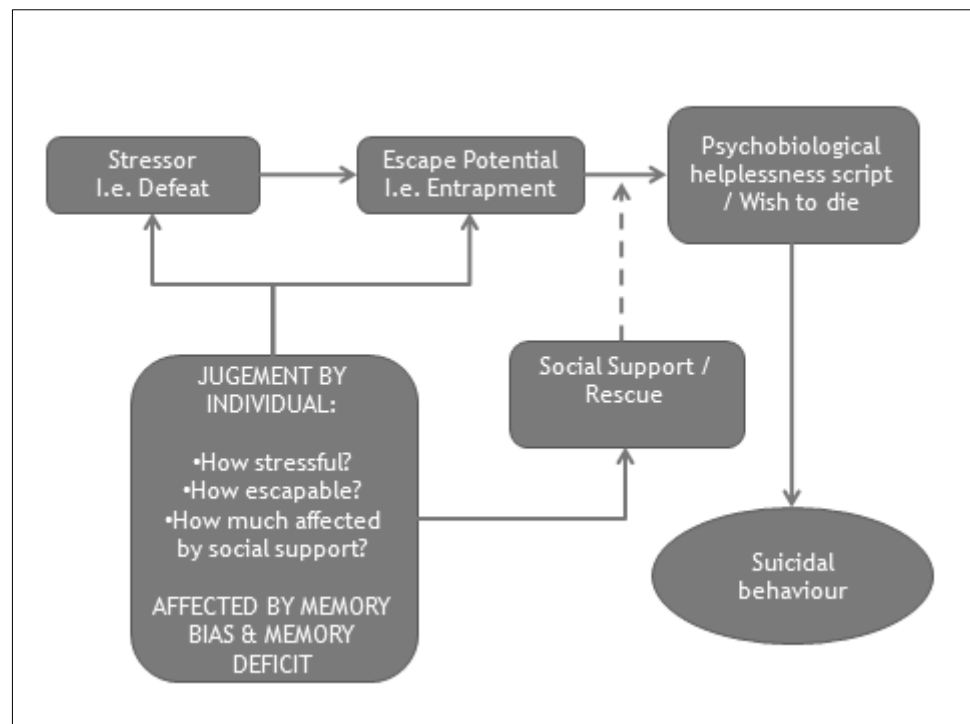 Stressor
I.e. Defeat
Escape Potential
I.e. Entrapment
Psychobiological
helplessness script
/ Wish to die
JUGEMENT BY
INDIVIDUAL:
•How stressful?
•How escapable?
•How much affected
by social support?
AFFECTED BY MEMORY
BIAS & MEMORY
DEFICIT
Social Support /
Rescue
Suicidal
behaviour